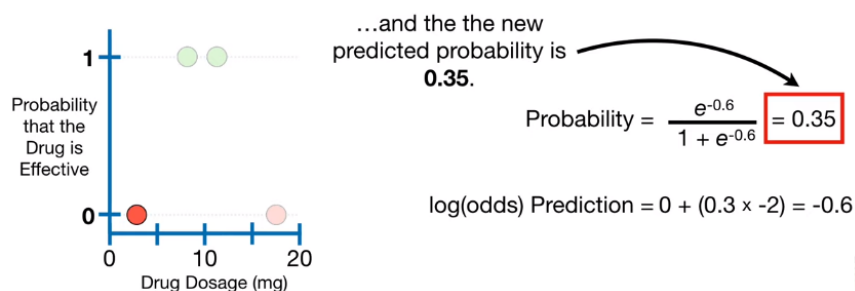 …and the the new
predicted probability is
0.35.
1
Probability
that the
Drug is
Effective
0
0 10 20
Drug Dosage (mg)
Probability = e^-0.6 / 1 + e^-0.6 = 0.35
log(odds) Prediction = 0 + (0.3 × -2) = -0.6